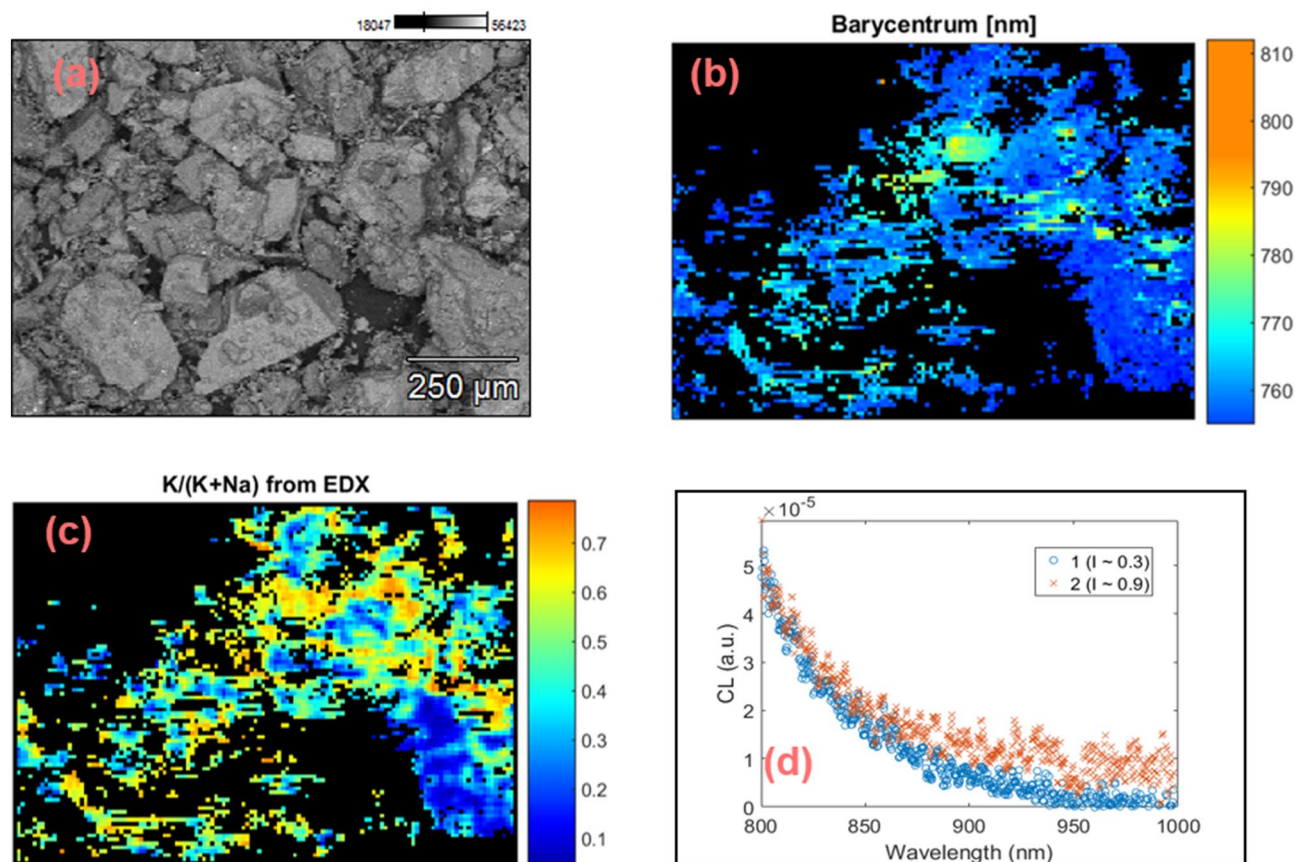 18047 56423
(a)
250 µm
Barycentrum [nm]
(b)
810
800
790
780
770
760
K/(K+Na) from EDX
(c)
0.7
0.6
0.5
0.4
0.3
0.2
0.1
× 10⁻⁵
5
4
3
2
1
0
CL (a.u.)
1 (I ~ 0.3)
2 (I ~ 0.9)
(d)
800 850 900 950 1000
Wavelength (nm)